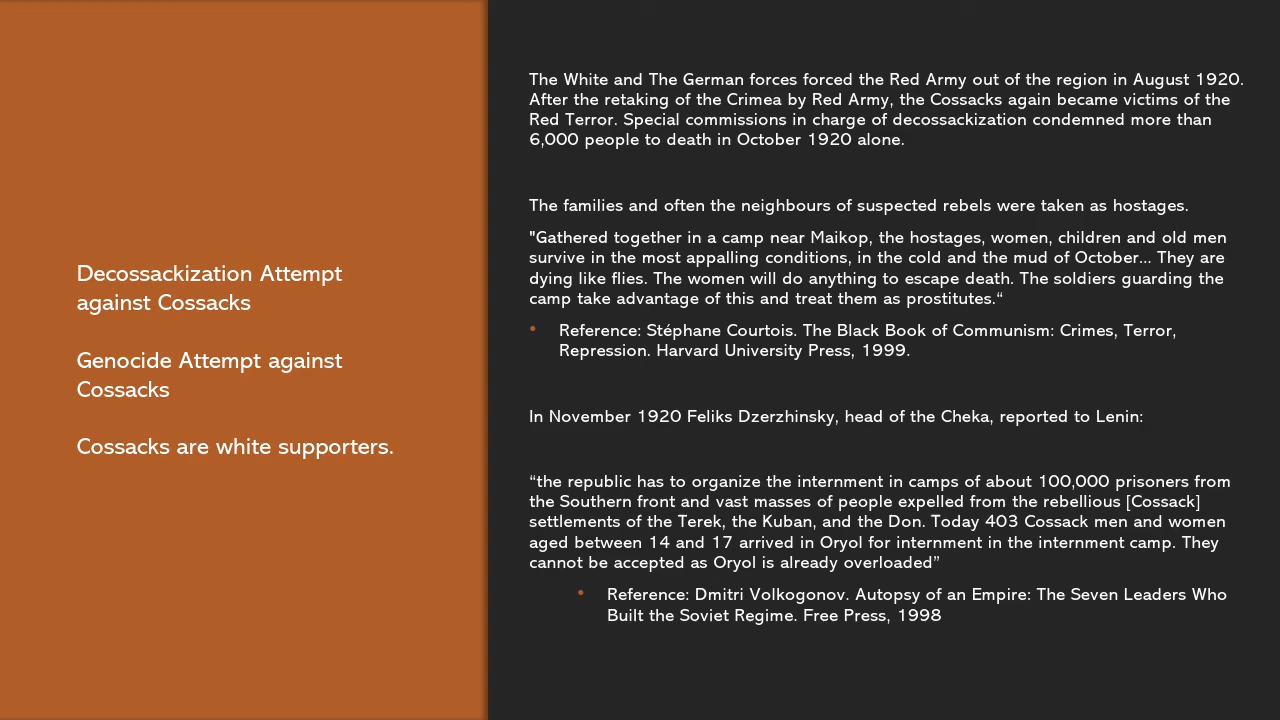 Decossackization Attempt
against Cossacks
Genocide Attempt against
Cossacks
Cossacks are white supporters.
The White and The German forces forced the Red Army out of the region in August 1920.
After the retaking of the Crimea by Red Army, the Cossacks again became victims of the
Red Terror. Special commissions in charge of decossackization condemned more than
6,000 people to death in October 1920 alone.
The families and often the neighbours of suspected rebels were taken as hostages.
"Gathered together in a camp near Maikop, the hostages, women, children and old men
survive in the most appalling conditions, in the cold and the mud of October... They are
dying like flies. The women will do anything to escape death. The soldiers guarding the
camp take advantage of this and treat them as prostitutes.“
• Reference: Stéphane Courtois. The Black Book of Communism: Crimes, Terror,
Repression. Harvard University Press, 1999.
In November 1920 Feliks Dzerzhinsky, head of the Cheka, reported to Lenin:
“the republic has to organize the internment in camps of about 100,000 prisoners from
the Southern front and vast masses of people expelled from the rebellious [Cossack]
settlements of the Terek, the Kuban, and the Don. Today 403 Cossack men and women
aged between 14 and 17 arrived in Oryol for internment in the internment camp. They
cannot be accepted as Oryol is already overloaded”
• Reference: Dmitri Volkogonov. Autopsy of an Empire: The Seven Leaders Who
Built the Soviet Regime. Free Press, 1998